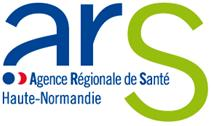 ars
Agence Régionale de Santé
Haute-Normandie